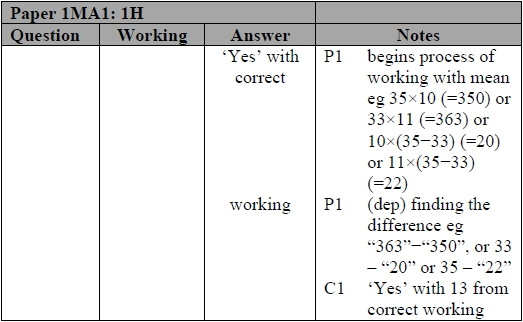 Paper 1MA1: 1H
Question Working Answer Notes
‘Yes’ with P1 begins process of
correct working with mean
eg 35×10 (=350) or
33×11 (=363) or
10×(35−33) (=20)
or 11×(35−33)
(=22)
working P1 (dep) finding the
difference eg
“363”−“350”, or 33
– “20” or 35 – “22”
C1 ‘Yes’ with 13 from
correct working